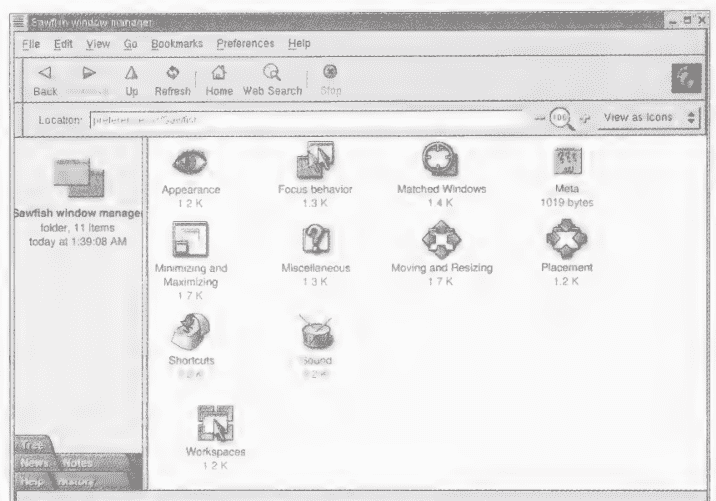 Sawfish window manager
File Edit View Go Bookmarks Preferences Help
Back Up Refresh Home Web Search Stop
Location: 100 View as Icons
Appearance Focus behavior Matched Windows Meta
1.2 K 1.3 K 1.4 K 1019 bytes
Sawfish window manager
folder, 11 items
today at 1:39:08 AM
Minimizing and Miscellaneous Moving and Resizing Placement
Maximizing 1.3 K 1.7 K 1.2 K
1.7 K
Shortcuts Sound
Workspaces
1.2 K
Tree
News Notes
Help History